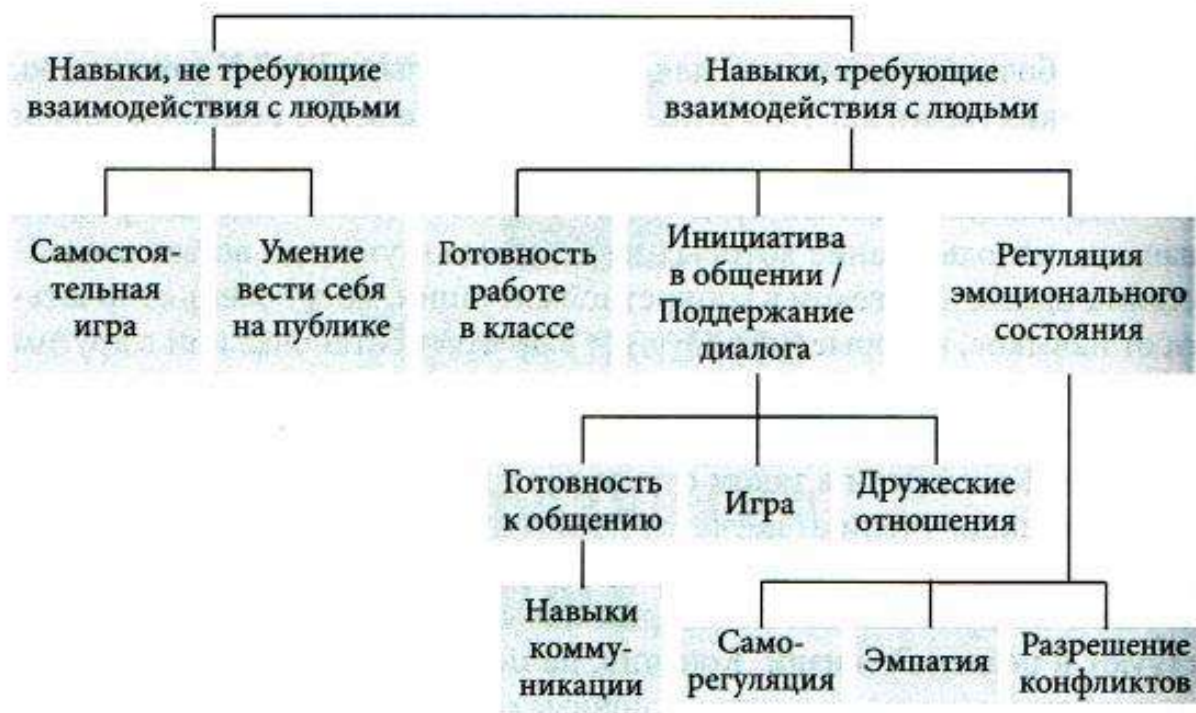 Навыки, не требующие
взаимодействия с людьми
Навыки, требующие
взаимодействия с людьми
Самостоя-
тельная
игра
Умение
вести себя
на публике
Готовность
работе
в классе
Инициатива
в общении /
Поддержание
диалога
Регуляция
эмоционального
состояния
Готовность
к общению
Игра
Дружеские
отношения
Навыки
комму-
никации
Само-
регуляция
Эмпатия
Разрешение
конфликтов